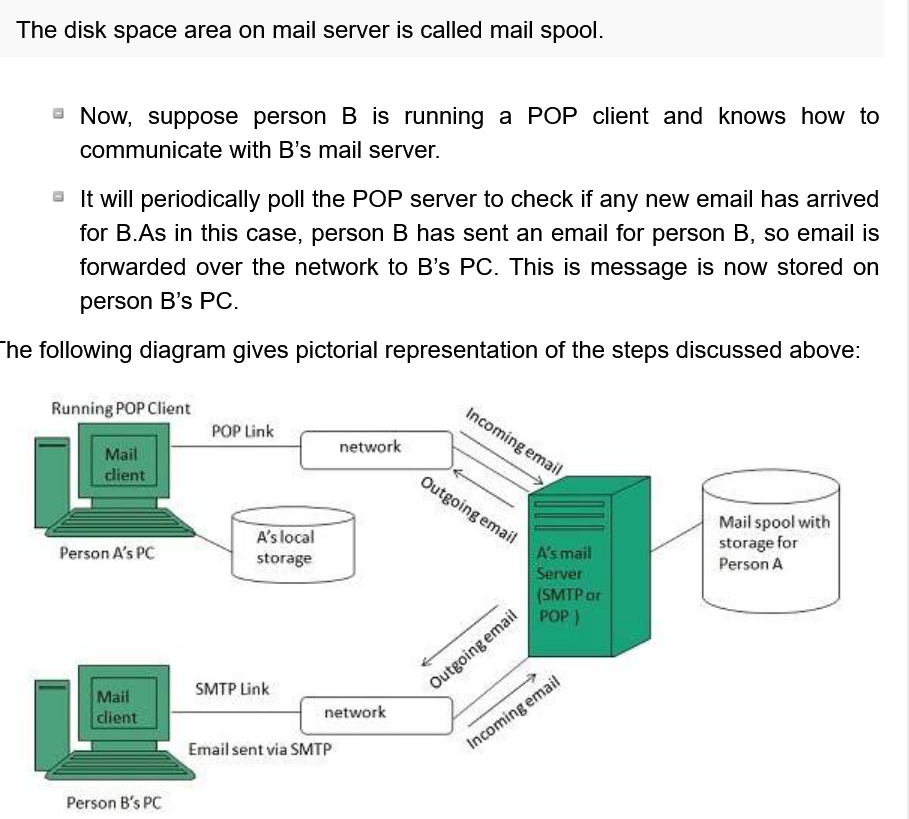 The disk space area on mail server is called mail spool.
Now, suppose person B is running a POP client and knows how to
communicate with B’s mail server.
It will periodically poll the POP server to check if any new email has arrived
for B.As in this case, person B has sent an email for person B, so email is
forwarded over the network to B’s PC. This is message is now stored on
person B’s PC.
The following diagram gives pictorial representation of the steps discussed above:
Running POP Client
POP Link
network
Mail
client
Incoming email
Outgoing email
Person A’s PC
A’s local
storage
A’s mail
Server
(SMTP or
POP )
Mail spool with
storage for
Person A
Outgoing email
Incoming email
Mail
client
SMTP Link
network
Email sent via SMTP
Person B’s PC